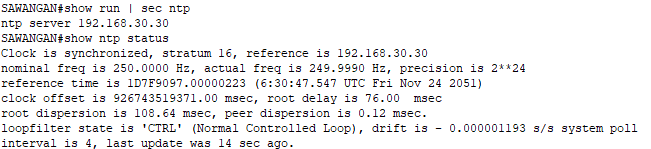 SAWANGAN#show run | sec ntp
ntp server 192.168.30.30
SAWANGAN#show ntp status
Clock is synchronized, stratum 16, reference is 192.168.30.30
nominal freq is 250.0000 Hz, actual freq is 249.9990 Hz, precision is 2**24
reference time is 1D7F9097.00000223 (6:30:47.547 UTC Fri Nov 24 2051)
clock offset is 926743519371.00 msec, root delay is 76.00  msec
root dispersion is 108.64 msec, peer dispersion is 0.12 msec.
loopfilter state is 'CTRL' (Normal Controlled Loop), drift is - 0.000001193 s/s system poll
interval is 4, last update was 14 sec ago.